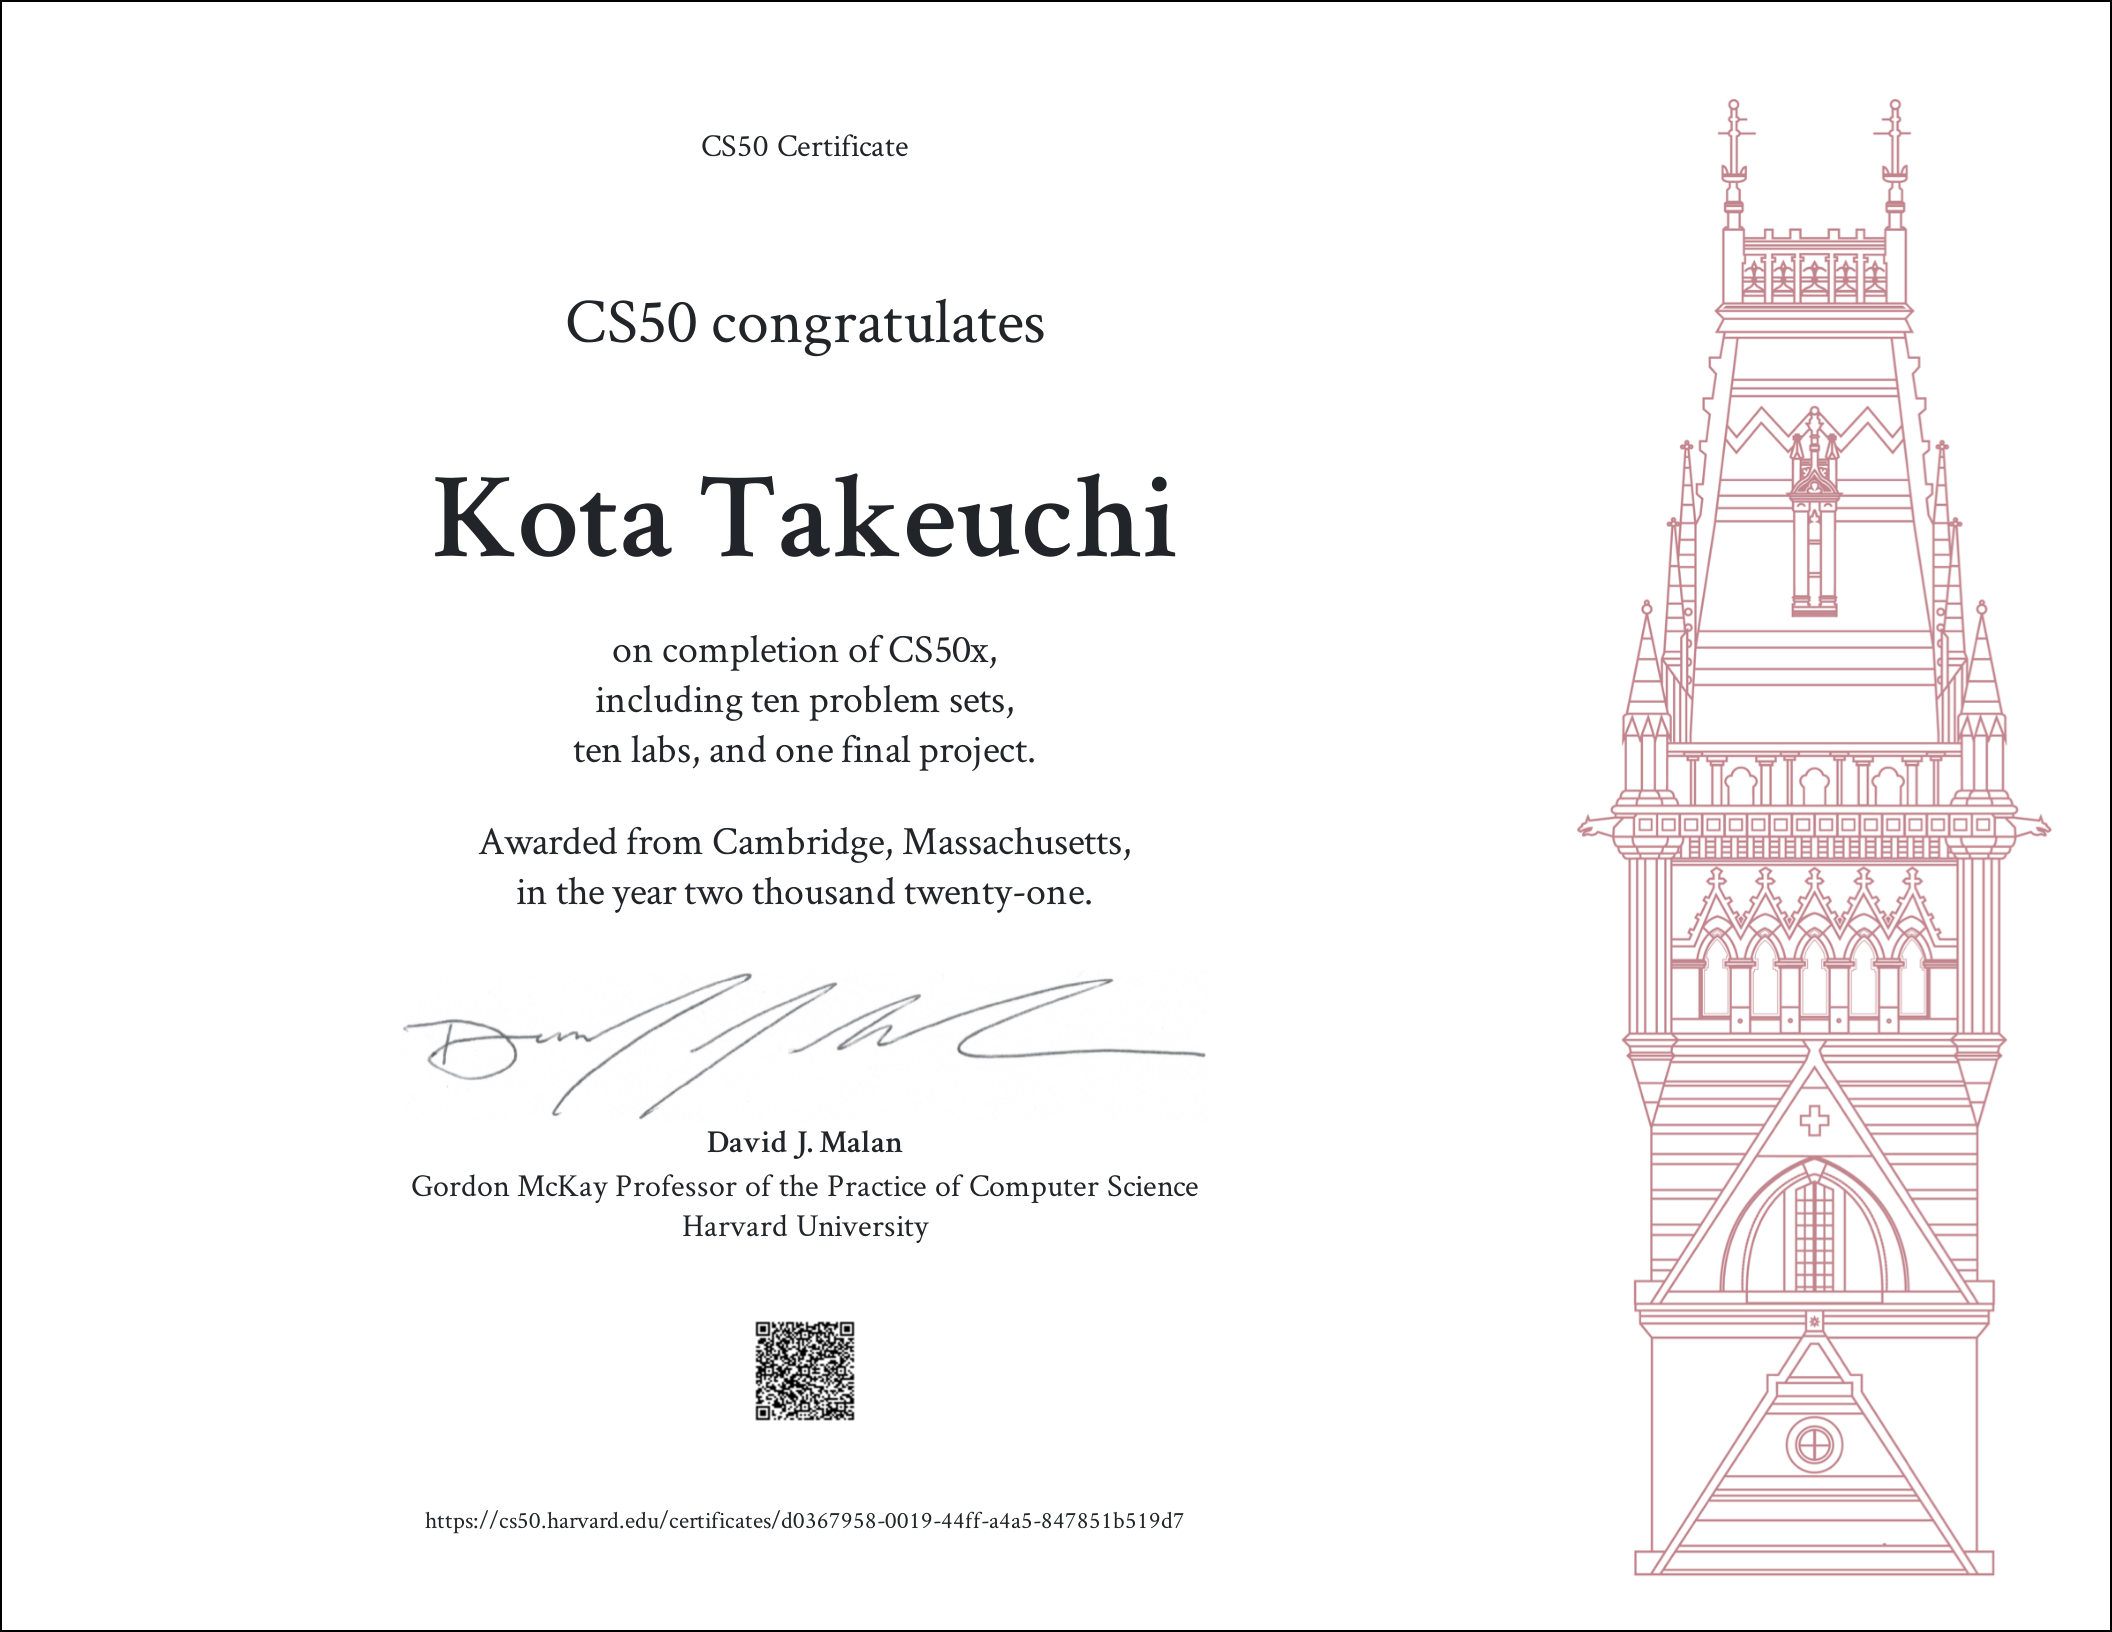 CS50 Certificate
CS50 congratulates
Kota Takeuchi
on completion of CS50x,
including ten problem sets,
ten labs, and one final project.
Awarded from Cambridge, Massachusetts,
in the year two thousand twenty-one.
David J. Malan
Gordon McKay Professor of the Practice of Computer Science
Harvard University
https://cs50.harvard.edu/certificates/d0367958-0019-44ff-a4a5-847851b519d7